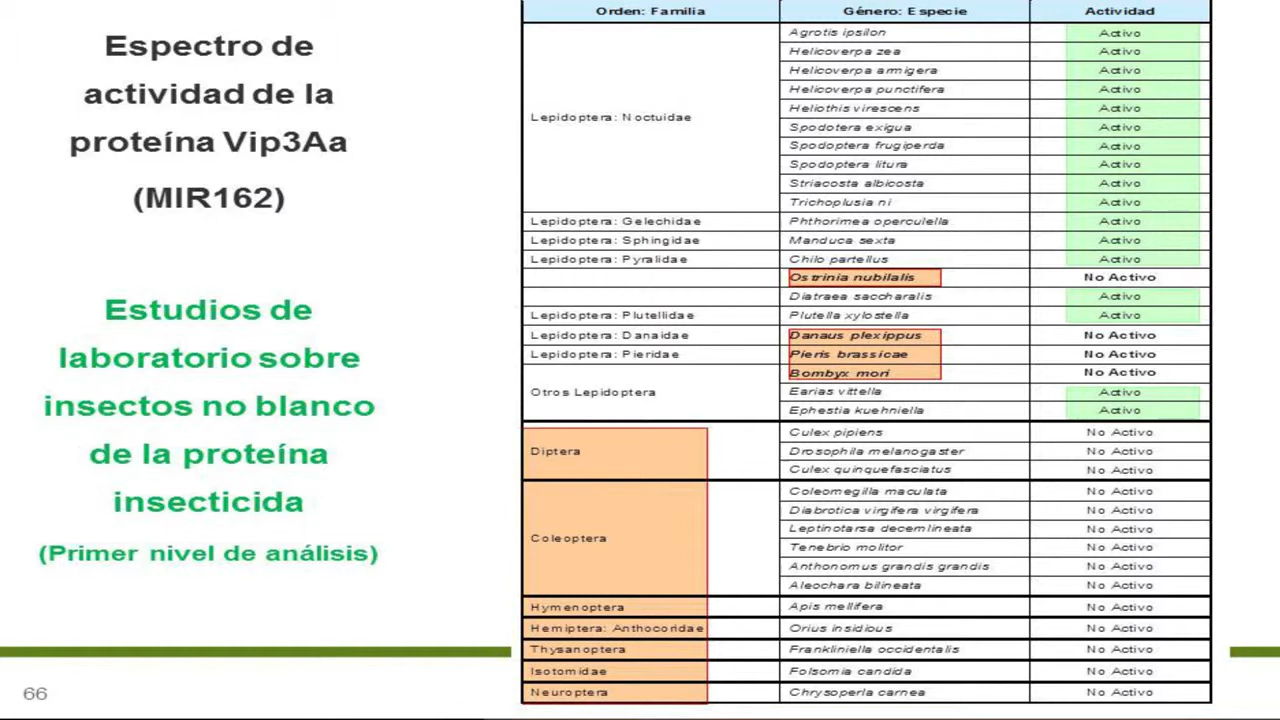 Espectro de
actividad de la
proteína Vip3Aa
(MIR162)
Estudios de
laboratorio sobre
insectos no blanco
de la proteína
insecticida
(Primer nivel de análisis)
66
Orden: Familia Género: Especie Actividad
Lepidoptera: Noctuidae
Agrotis ipsilon Activo
Helicoverpa zea Activo
Helicoverpa armigera Activo
Helicoverpa punctifera Activo
Heliothis virescens Activo
Spodotera exigua Activo
Spodoptera frugiperda Activo
Spodoptera litura Activo
Striacosta albicosta Activo
Trichoplusia ni Activo
Lepidoptera: Gelechidae Phthorimea operculella Activo
Lepidoptera: Sphingidae Manduca sexta Activo
Lepidoptera: Pyralidae Chilo partellus Activo
Ostrinia nubilalis No Activo
Diatraea saccharalis Activo
Lepidoptera: Plutellidae Plutella xylostella Activo
Lepidoptera: Danaidae Danaus plexippus No Activo
Lepidoptera: Pieridae Pieris brassicae No Activo
Otros Lepidoptera
Bombyx mori No Activo
Earias vittella Activo
Ephestia kuehniella Activo
Diptera
Culex pipiens No Activo
Drosophila melanogaster No Activo
Culex quinquefasciatus No Activo
Coleoptera
Coleomegilla maculata No Activo
Diabrotica virgifera virgifera No Activo
Leptinotarsa decemlineata No Activo
Tenebrio molitor No Activo
Anthonomus grandis grandis No Activo
Aleochara bilineata No Activo
Hymenoptera Apis mellifera No Activo
Hemiptera: Anthocoridae Orius insidious No Activo
Thysanoptera Frankliniella occidentalis No Activo
Isotomidae Folsomia candida No Activo
Neuroptera Chrysoperla carnea No Activo